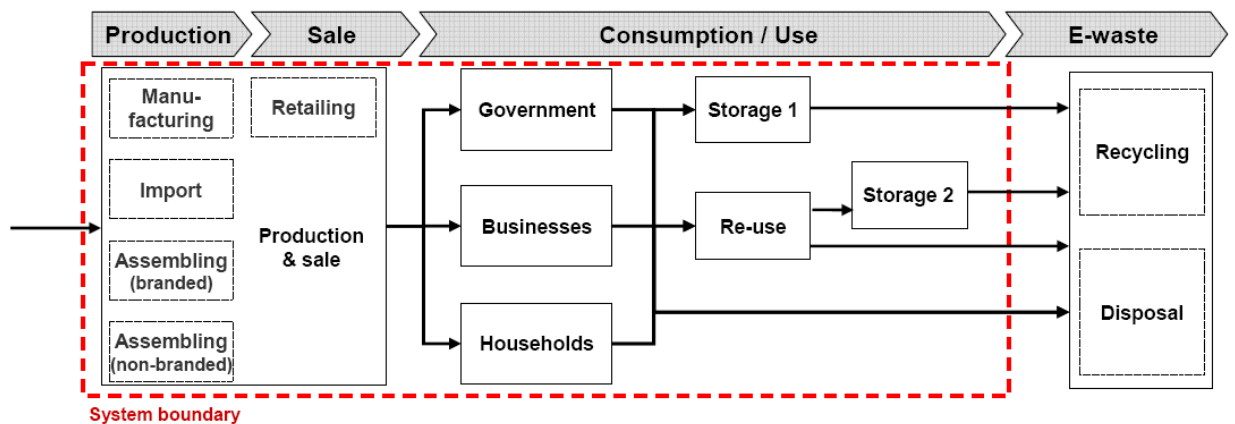 Production
Sale
Consumption / Use
E-waste
Manu-
facturing
Retailing
Import
Production
& sale
Assembling
(branded)
Assembling
(non-branded)
Government
Businesses
Households
Storage 1
Re-use
Storage 2
Recycling
Disposal
System boundary